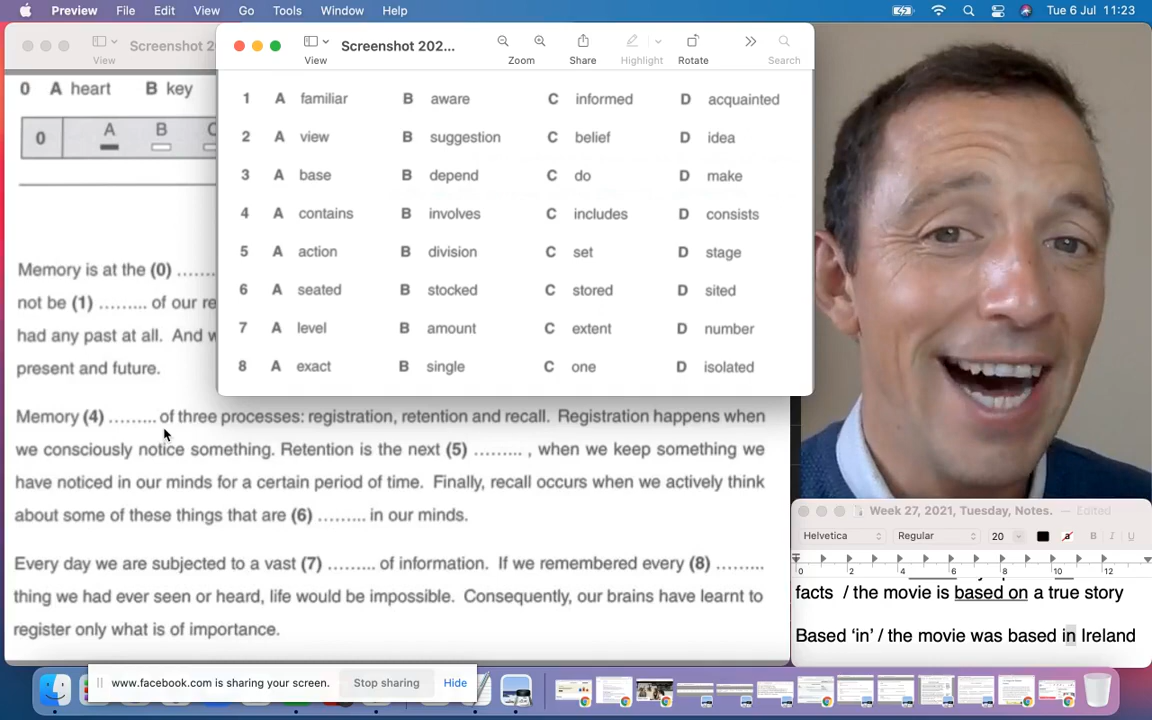 Preview File Edit View Go Tools Window Help Tue 6 Jul 11:23
Screenshot 2
View
Screenshot 202...
View Zoom Share Highlight Rotate Search
0 A heart B key
0 A B C
1 A familiar B aware C informed D acquainted
2 A view B suggestion C belief D idea
3 A base B depend C do D make
4 A contains B involves C includes D consists
5 A action B division C set D stage
6 A seated B stocked C stored D sited
7 A level B amount C extent D number
8 A exact B single C one D isolated
Memory is at the (0) .......
not be (1) ......... of our re
had any past at all. And w
present and future.
Memory (4) ......... of three processes: registration, retention and recall. Registration happens when
we consciously notice something. Retention is the next (5) ......... , when we keep something we
have noticed in our minds for a certain period of time. Finally, recall occurs when we actively think
about some of these things that are (6) ......... in our minds.
Every day we are subjected to a vast (7) ......... of information. If we remembered every (8) .........
thing we had ever seen or heard, life would be impossible. Consequently, our brains have learnt to
register only what is of importance.
Week 27, 2021, Tuesday, Notes. — Edited
Helvetica Regular 20 a B I U
0 2 4 6 8 10 12
facts / the movie is based on a true story
Based ‘in’ / the movie was based in Ireland
www.facebook.com is sharing your screen. Stop sharing Hide